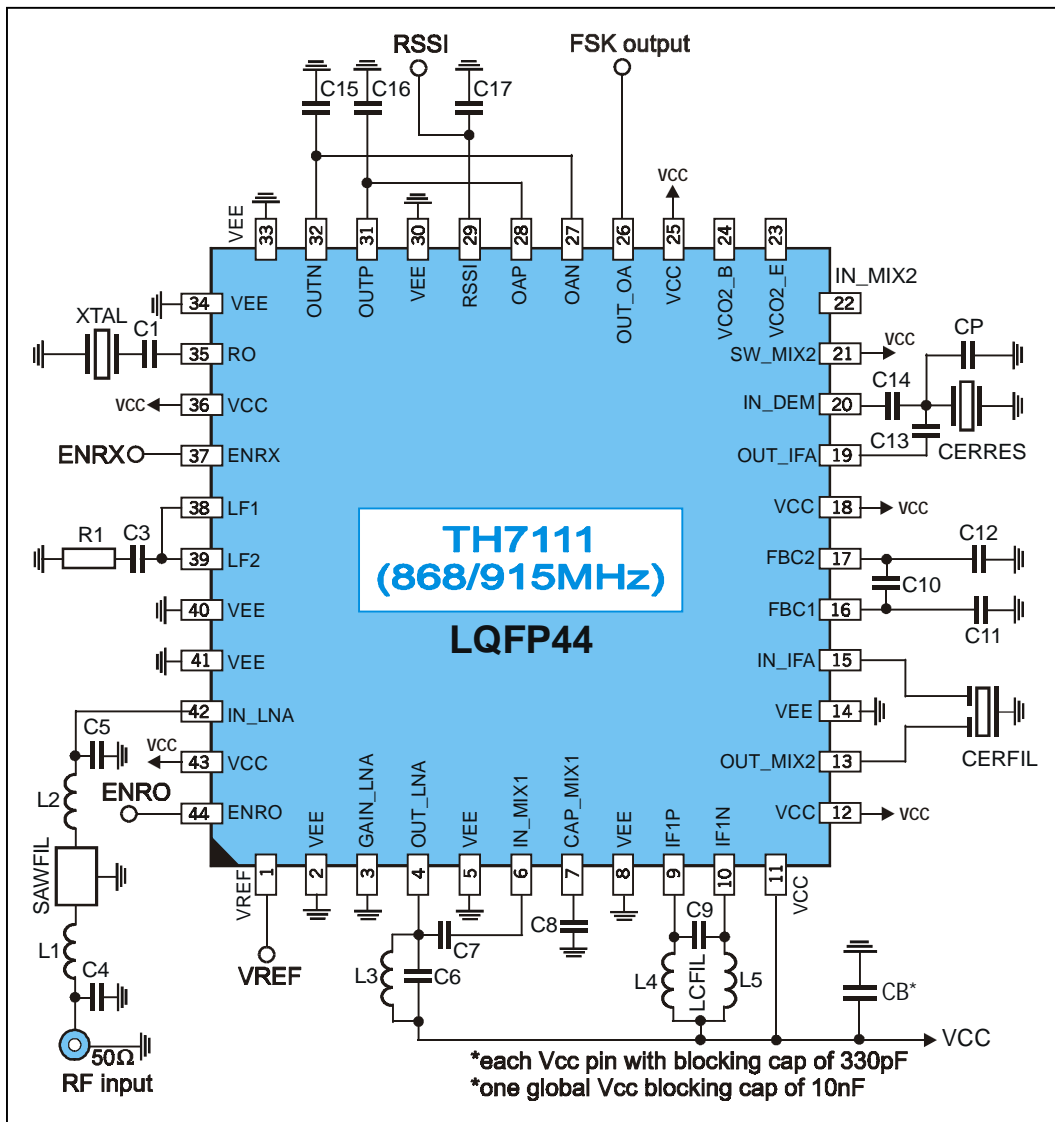 RSSI
FSK output
C15
C16
C17
VCC
VEE
33
32
31
30
29
28
27
26
25
24
23
OUTN
OUTP
VEE
RSSI
OAP
OAN
OUT_OA
VCC
VCO2_B
VCO2_E
IN_MIX2
22
34
VEE
XTAL
C1
35
RO
VCC
36
VCC
ENRX
37
ENRX
38
LF1
R1
C3
39
LF2
40
VEE
41
VEE
42
IN_LNA
C5
VCC
43
VCC
L2
ENRO
44
ENRO
SAWFIL
L1
C4
50Ω
RF input
SW_MIX2
21
VCC
CP
IN_DEM
20
C14
C13
OUT_IFA
19
CERRES
VCC
18
VCC
FBC2
17
C12
C10
FBC1
16
C11
IN_IFA
15
VEE
14
CERFIL
OUT_MIX2
13
VCC
12
VCC
TH7111
(868/915MHz)
LQFP44
VEE
GAIN_LNA
OUT_LNA
VEE
IN_MIX1
CAP_MIX1
VEE
IF1P
IF1N
VREF
1
2
3
4
5
6
7
8
9
10
11
VCC
VREF
L3
C7
C6
C8
C9
L4
LCFIL
L5
CB*
VCC
*each Vcc pin with blocking cap of 330pF
*one global Vcc blocking cap of 10nF